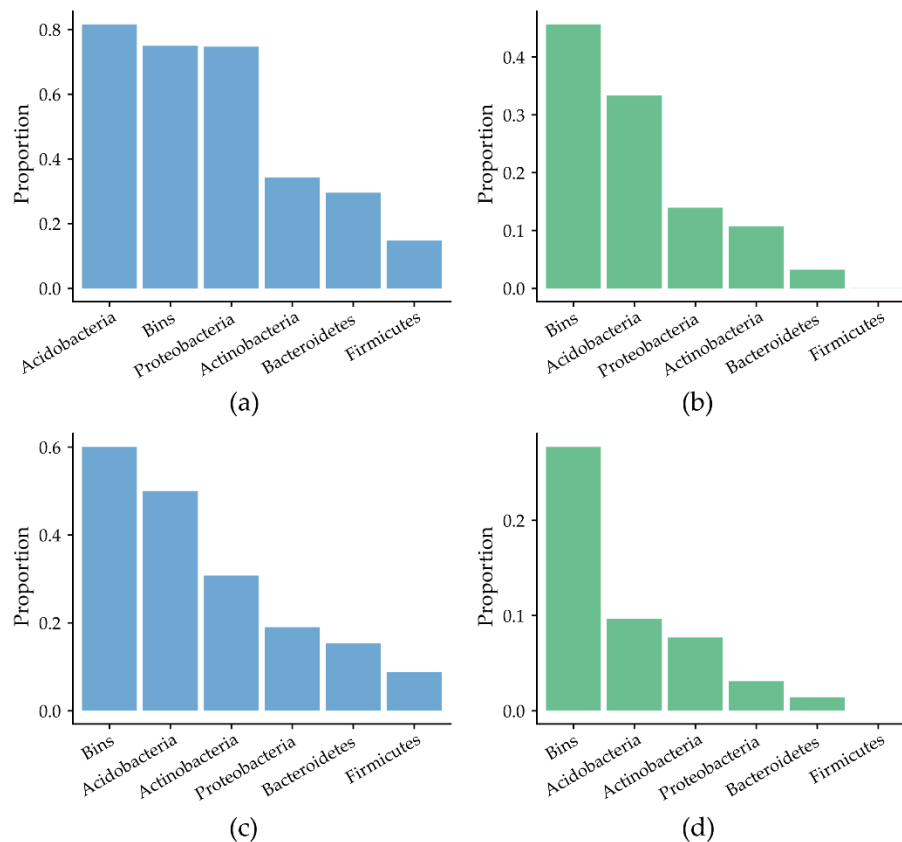 Proportion
0.8
0.6
0.4
0.2
0.0
Acidobacteria
Bins
Proteobacteria
Actinobacteria
Bacteroidetes
Firmicutes
(a)
Proportion
0.4
0.3
0.2
0.1
0.0
Bins
Acidobacteria
Proteobacteria
Actinobacteria
Bacteroidetes
Firmicutes
(b)
Proportion
0.6
0.4
0.2
0.0
Bins
Acidobacteria
Actinobacteria
Proteobacteria
Bacteroidetes
Firmicutes
(c)
Proportion
0.2
0.1
0.0
Bins
Acidobacteria
Actinobacteria
Proteobacteria
Bacteroidetes
Firmicutes
(d)